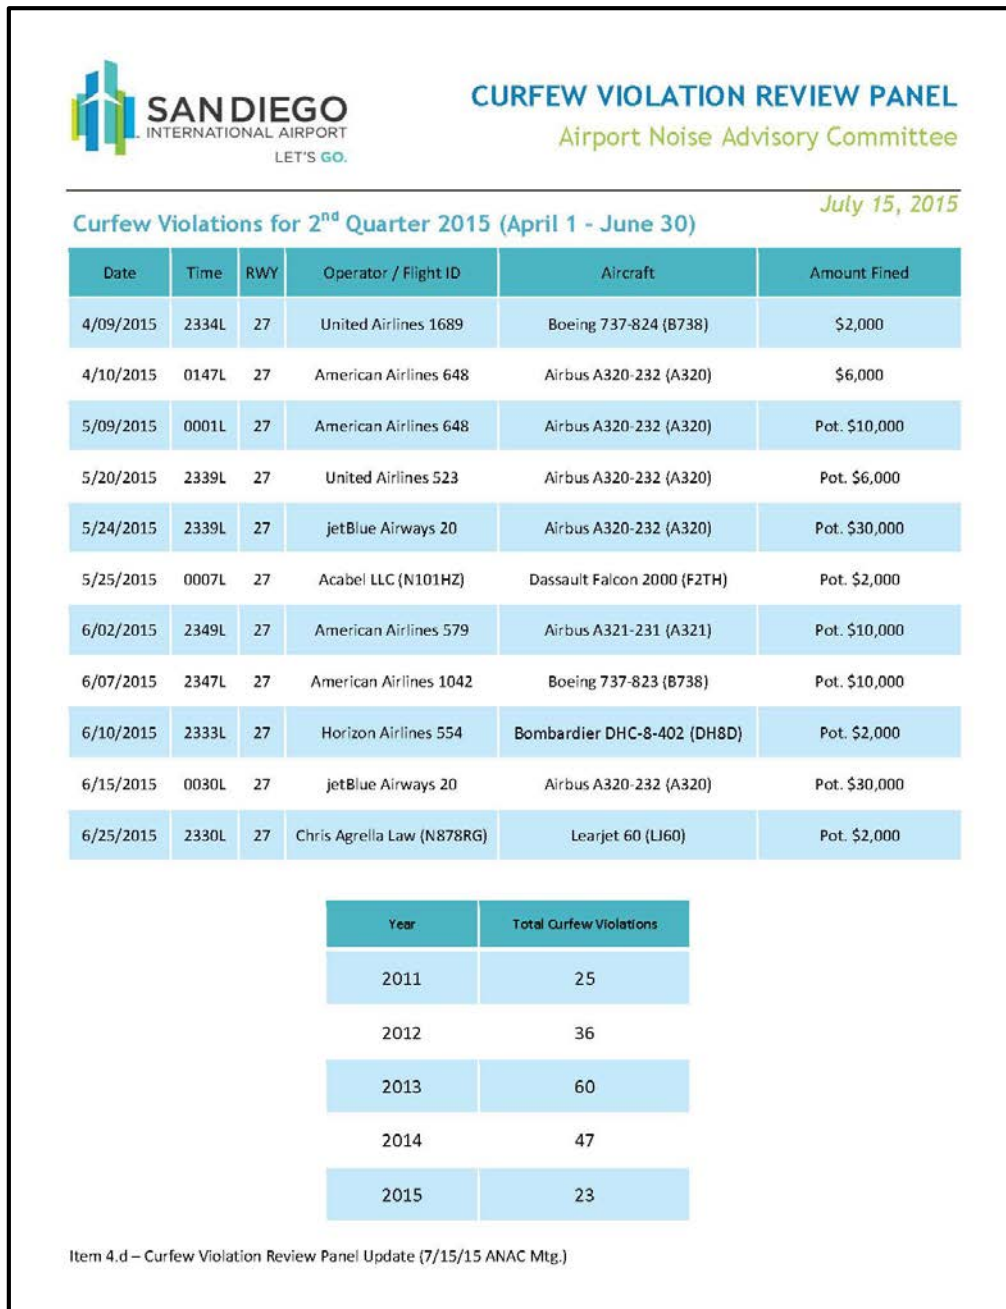 SAN DIEGO
INTERNATIONAL AIRPORT
LET'S GO.
CURFEW VIOLATION REVIEW PANEL
Airport Noise Advisory Committee
July 15, 2015
Curfew Violations for 2nd Quarter 2015 (April 1 - June 30)
Date Time RWY Operator / Flight ID Aircraft Amount Fined
4/09/2015 2334L 27 United Airlines 1689 Boeing 737-824 (B738) $2,000
4/10/2015 0147L 27 American Airlines 648 Airbus A320-232 (A320) $6,000
5/09/2015 0001L 27 American Airlines 648 Airbus A320-232 (A320) Pot. $10,000
5/20/2015 2339L 27 United Airlines 523 Airbus A320-232 (A320) Pot. $6,000
5/24/2015 2339L 27 jetBlue Airways 20 Airbus A320-232 (A320) Pot. $30,000
5/25/2015 0007L 27 Acabel LLC (N101HZ) Dassault Falcon 2000 (F2TH) Pot. $2,000
6/02/2015 2349L 27 American Airlines 579 Airbus A321-231 (A321) Pot. $10,000
6/07/2015 2347L 27 American Airlines 1042 Boeing 737-823 (B738) Pot. $10,000
6/10/2015 2333L 27 Horizon Airlines 554 Bombardier DHC-8-402 (DH8D) Pot. $2,000
6/15/2015 0030L 27 jetBlue Airways 20 Airbus A320-232 (A320) Pot. $30,000
6/25/2015 2330L 27 Chris Agrella Law (N878RG) Learjet 60 (LJ60) Pot. $2,000
Year Total Curfew Violations
2011 25
2012 36
2013 60
2014 47
2015 23
Item 4.d – Curfew Violation Review Panel Update (7/15/15 ANAC Mtg.)